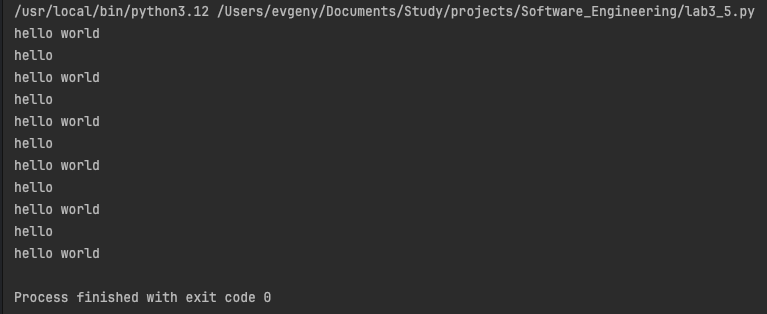 /usr/local/bin/python3.12 /Users/evgeny/Documents/Study/projects/Software_Engineering/lab3_5.py
hello world
hello
hello world
hello
hello world
hello
hello world
hello
hello world
hello
hello world
Process finished with exit code 0